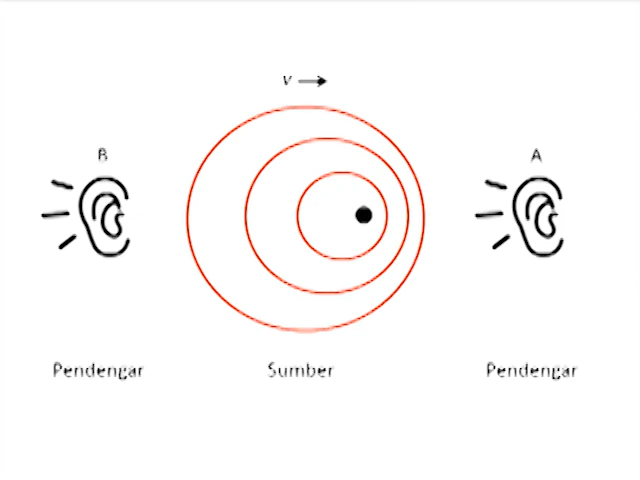 v →
B
A
Pendengar
Sumber
Pendengar